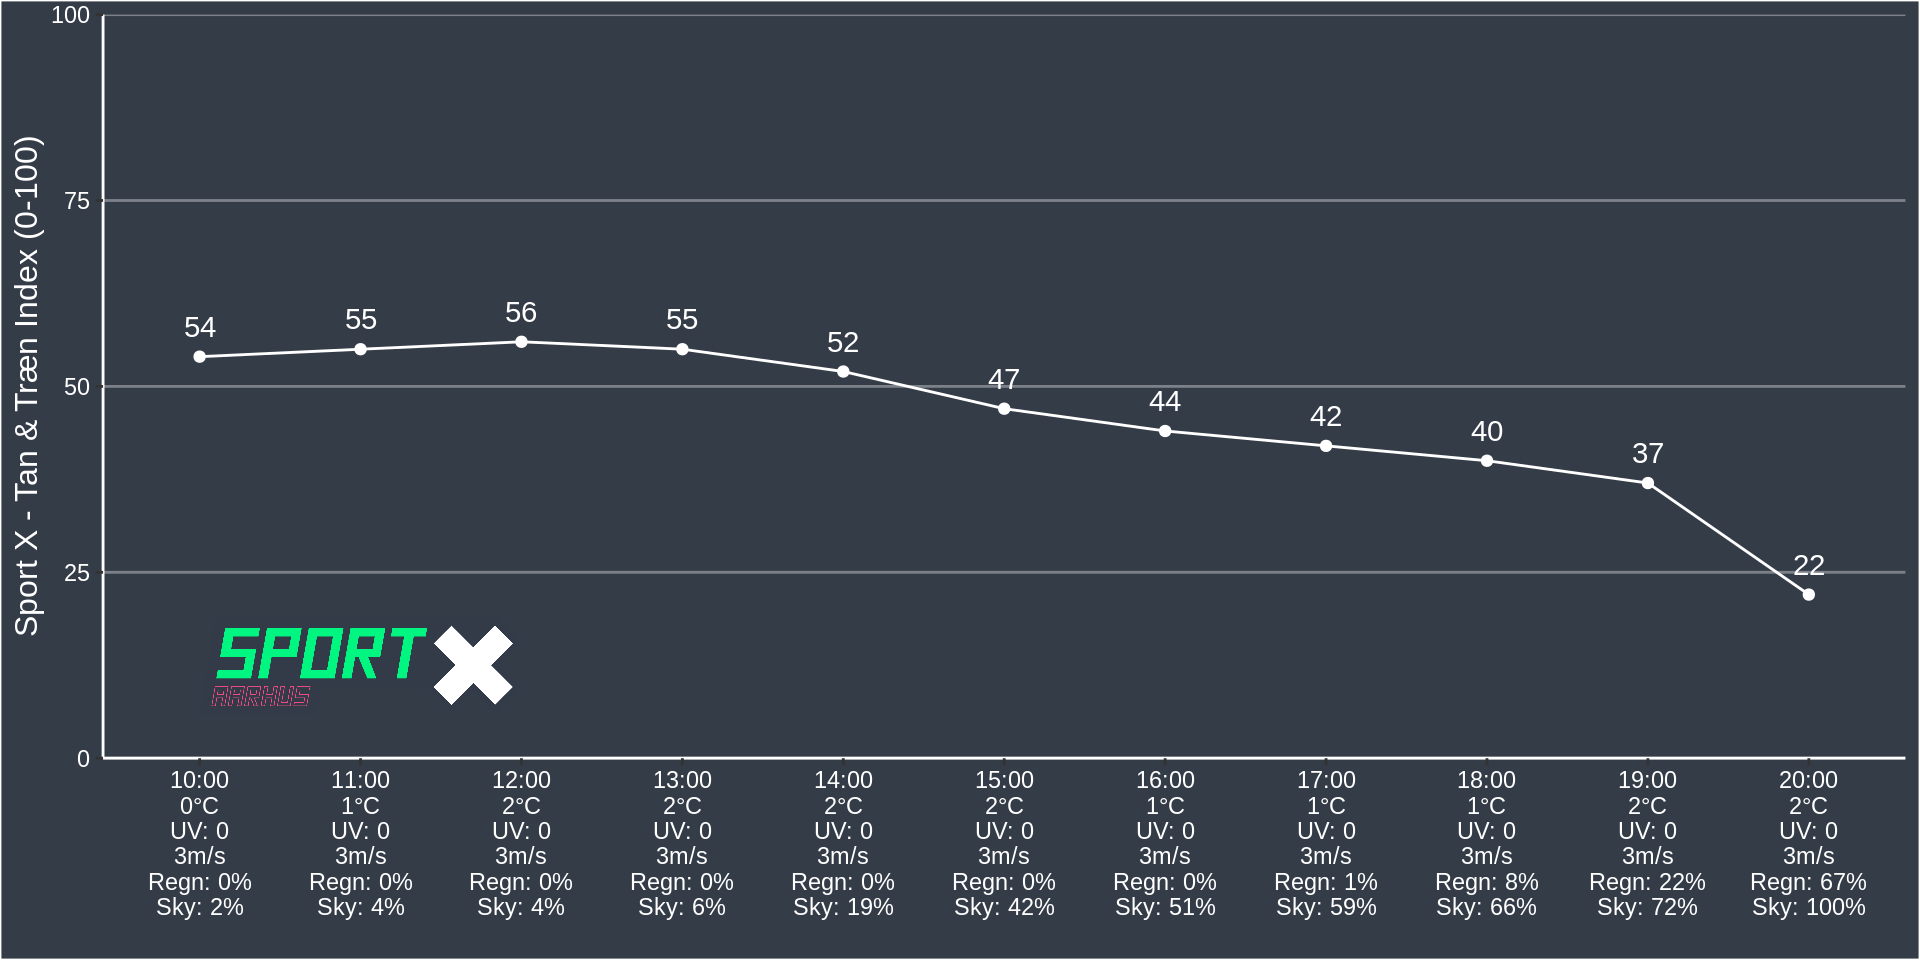 Sport X - Tan & Træn Index (0-100)
100
75
50
25
0
54
55
56
55
52
47
44
42
40
37
22
SPORT X
AARHUS
10:00 11:00 12:00 13:00 14:00 15:00 16:00 17:00 18:00 19:00 20:00
0°C 1°C 2°C 2°C 2°C 2°C 1°C 1°C 1°C 2°C 2°C
UV: 0 UV: 0 UV: 0 UV: 0 UV: 0 UV: 0 UV: 0 UV: 0 UV: 0 UV: 0 UV: 0
3m/s 3m/s 3m/s 3m/s 3m/s 3m/s 3m/s 3m/s 3m/s 3m/s 3m/s
Regn: 0% Regn: 0% Regn: 0% Regn: 0% Regn: 0% Regn: 0% Regn: 0% Regn: 1% Regn: 8% Regn: 22% Regn: 67%
Sky: 2% Sky: 4% Sky: 4% Sky: 6% Sky: 19% Sky: 42% Sky: 51% Sky: 59% Sky: 66% Sky: 72% Sky: 100%